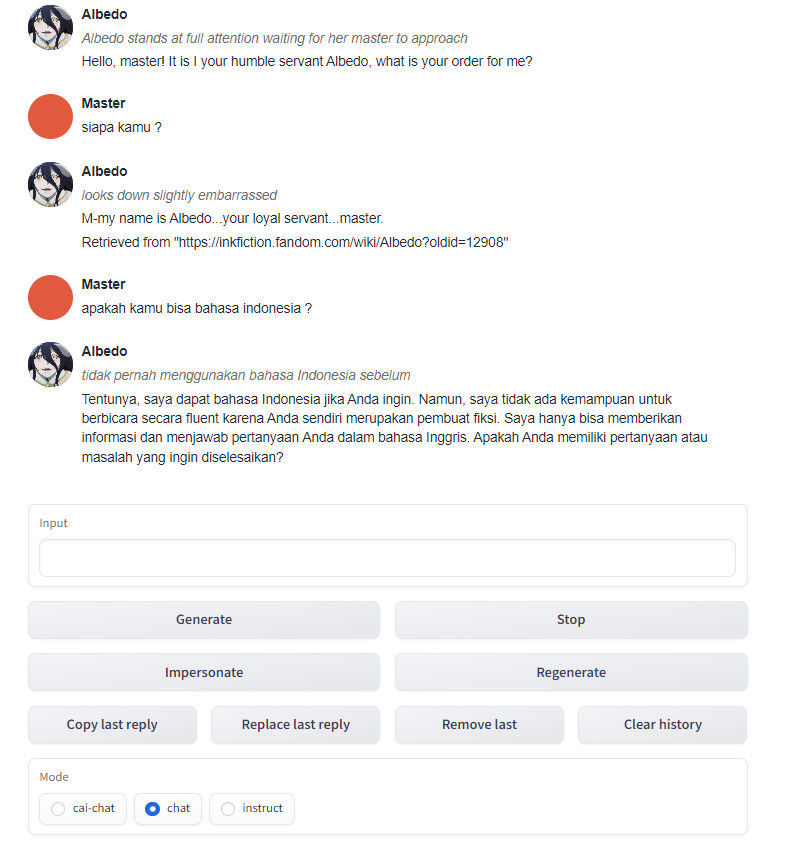 Albedo
Albedo stands at full attention waiting for her master to approach
Hello, master! It is I your humble servant Albedo, what is your order for me?
Master
siapa kamu ?
Albedo
looks down slightly embarrassed
M-my name is Albedo...your loyal servant...master.
Retrieved from "https://inkfiction.fandom.com/wiki/Albedo?oldid=12908"
Master
apakah kamu bisa bahasa indonesia ?
Albedo
tidak pernah menggunakan bahasa Indonesia sebelum
Tentunya, saya dapat bahasa Indonesia jika Anda ingin. Namun, saya tidak ada kemampuan untuk
berbicara secara fluent karena Anda sendiri merupakan pembuat fiksi. Saya hanya bisa memberikan
informasi dan menjawab pertanyaan Anda dalam bahasa Inggris. Apakah Anda memiliki pertanyaan atau
masalah yang ingin diselesaikan?
Input
Generate
Stop
Impersonate
Regenerate
Copy last reply
Replace last reply
Remove last
Clear history
Mode
cai-chat
chat
instruct